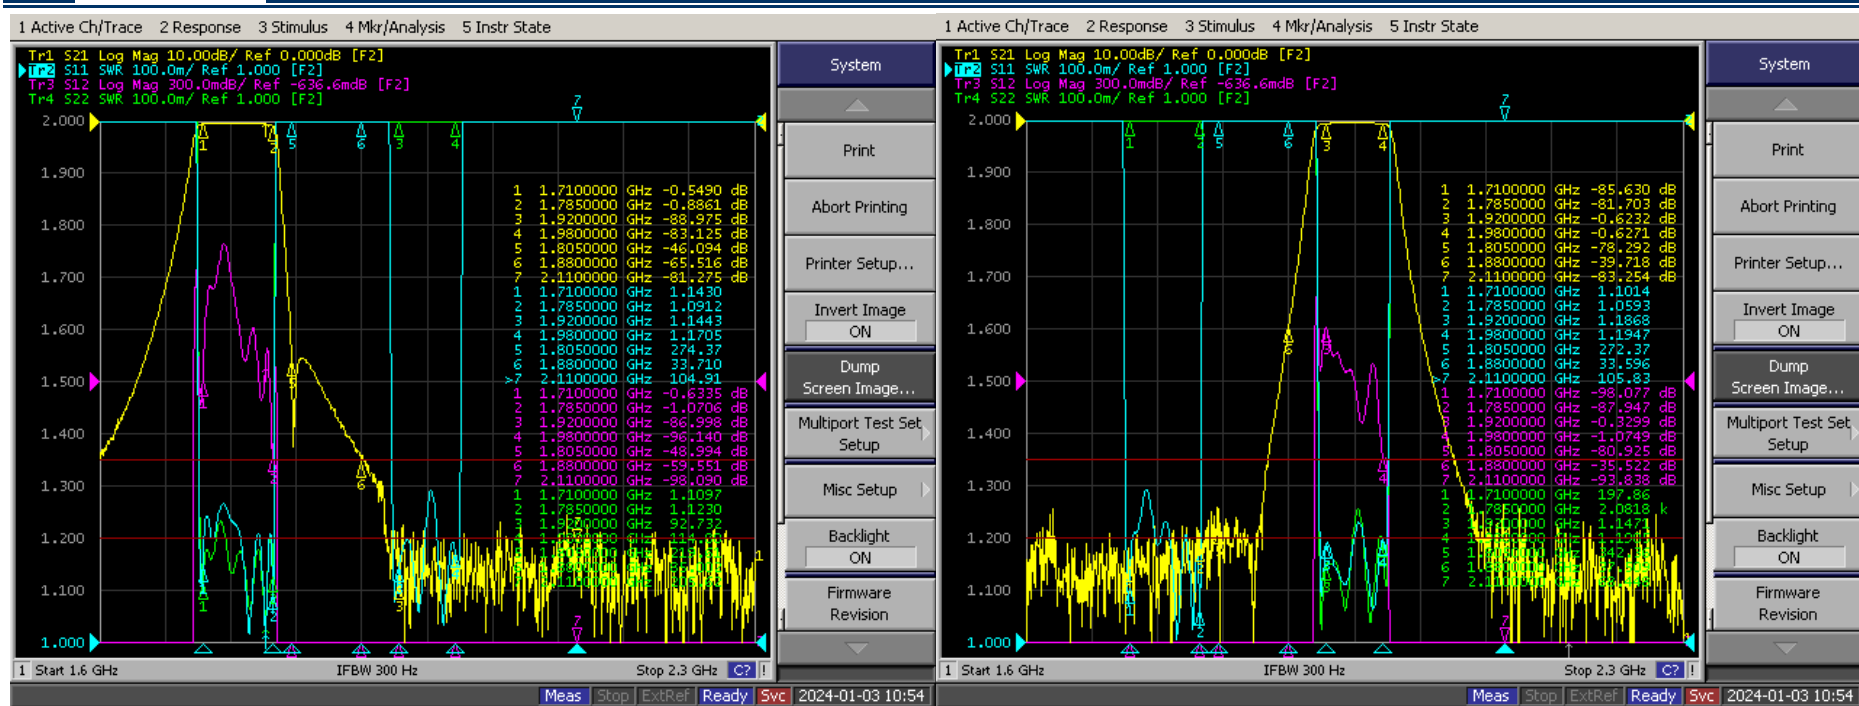 1 Active Ch/Trace 2 Response 3 Stimulus 4 Mkr/Analysis 5 Instr State
Tr1 S21 Log Mag 10.00dB/ Ref 0.000dB [F2]
Tr2 S11 SWR 100.0m/ Ref 1.000 [F2]
Tr3 S12 Log Mag 300.0mdB/ Ref -636.6mdB [F2]
Tr4 S22 SWR 100.0m/ Ref 1.000 [F2]
2.000
1.900
1.800
1.700
1.600
1.500
1.400
1.300
1.200
1.100
1.000
1 1.7100000 GHz -0.5490 dB
2 1.7850000 GHz -0.8861 dB
3 1.9200000 GHz -88.975 dB
4 1.9800000 GHz -83.125 dB
5 1.8050000 GHz -46.094 dB
6 1.8800000 GHz -65.516 dB
7 2.1100000 GHz -81.275 dB
1 1.7100000 GHz 1.1430
2 1.7850000 GHz 1.0912
3 1.9200000 GHz 1.1443
4 1.9800000 GHz 1.1705
5 1.8050000 GHz 274.37
6 1.8800000 GHz 33.710
>7 2.1100000 GHz 104.91
1 1.7100000 GHz -0.6335 dB
2 1.7850000 GHz -1.0706 dB
3 1.9200000 GHz -86.998 dB
4 1.9800000 GHz -96.140 dB
5 1.8050000 GHz -48.994 dB
6 1.8800000 GHz -59.551 dB
7 2.1100000 GHz -98.090 dB
1 1.7100000 GHz 1.1097
2 1.7850000 GHz 1.1230
3 GHz 92.732
System
Print
Abort Printing
Printer Setup...
Invert Image
ON
Dump
Screen Image...
Multiport Test Set
Setup
Misc Setup
Backlight
ON
Firmware
Revision
1 Start 1.6 GHz IFBW 300 Hz Stop 2.3 GHz C? !
Meas Stop ExtRef Ready Svc 2024-01-03 10:54
1 Active Ch/Trace 2 Response 3 Stimulus 4 Mkr/Analysis 5 Instr State
Tr1 S21 Log Mag 10.00dB/ Ref 0.000dB [F2]
Tr2 S11 SWR 100.0m/ Ref 1.000 [F2]
Tr3 S12 Log Mag 300.0mdB/ Ref -636.6mdB [F2]
Tr4 S22 SWR 100.0m/ Ref 1.000 [F2]
2.000
1.900
1.800
1.700
1.600
1.500
1.400
1.300
1.200
1.100
1.000
1 1.7100000 GHz -85.630 dB
2 1.7850000 GHz -81.703 dB
3 1.9200000 GHz -0.6232 dB
4 1.9800000 GHz -0.6271 dB
5 1.8050000 GHz -78.292 dB
6 1.8800000 GHz -39.718 dB
7 2.1100000 GHz -83.254 dB
1 1.7100000 GHz 1.1014
2 1.7850000 GHz 1.0593
3 1.9200000 GHz 1.1868
4 1.9800000 GHz 1.1947
5 1.8050000 GHz 272.37
6 1.8800000 GHz 33.596
>7 2.1100000 GHz 105.83
1 1.7100000 GHz -98.077 dB
2 1.7850000 GHz -87.947 dB
3 1.9200000 GHz -0.3299 dB
4 1.9800000 GHz -1.0749 dB
5 1.8050000 GHz -80.925 dB
6 1.8800000 GHz -35.522 dB
7 2.1100000 GHz -93.838 dB
1 1.7100000 GHz 197.86
2 1.7850000 GHz 2.0818 k
3 GHz 1.1471
System
Print
Abort Printing
Printer Setup...
Invert Image
ON
Dump
Screen Image...
Multiport Test Set
Setup
Misc Setup
Backlight
ON
Firmware
Revision
1 Start 1.6 GHz IFBW 300 Hz Stop 2.3 GHz C? !
Meas Stop ExtRef Ready Svc 2024-01-03 10:54